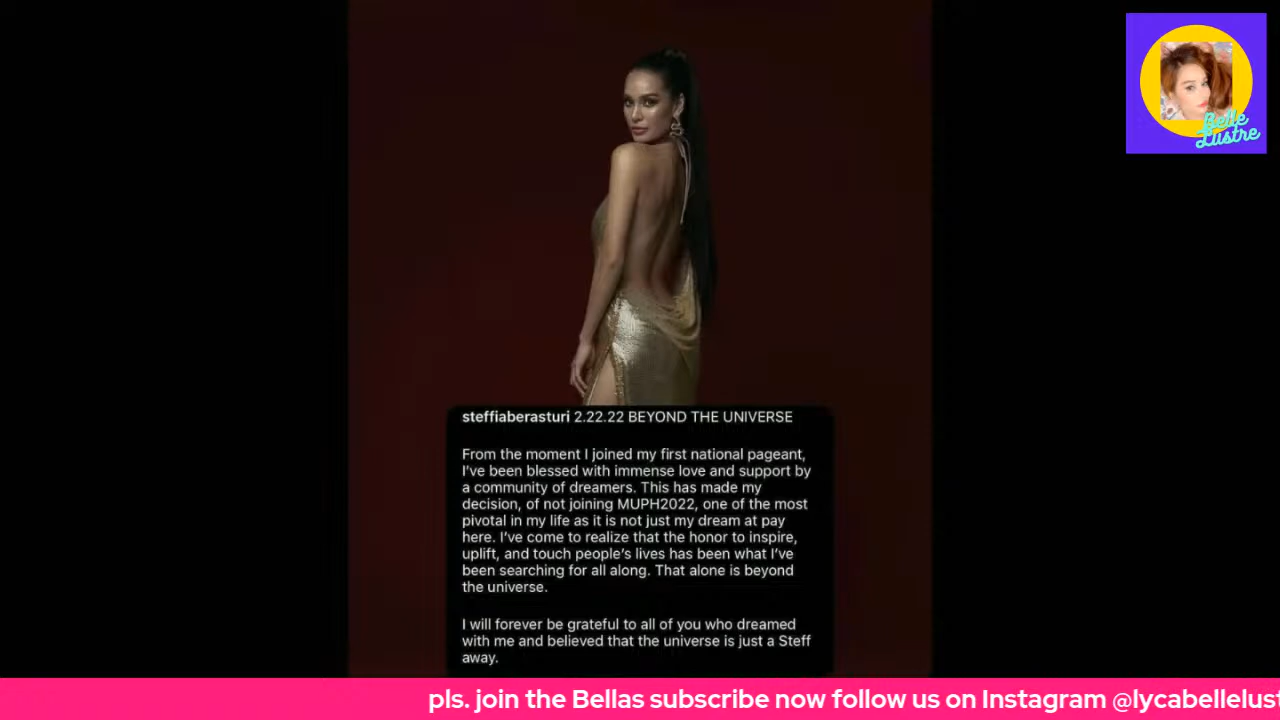 Belle
Lustre
steffiaberasturi 2.22.22 BEYOND THE UNIVERSE
From the moment I joined my first national pageant,
I've been blessed with immense love and support by
a community of dreamers. This has made my
decision, of not joining MUPH2022, one of the most
pivotal in my life as it is not just my dream at pay
here. I've come to realize that the honor to inspire,
uplift, and touch people's lives has been what I've
been searching for all along. That alone is beyond
the universe.
I will forever be grateful to all of you who dreamed
with me and believed that the universe is just a Steff
away.
pls. join the Bellas subscribe now follow us on Instagram @lycabellelust